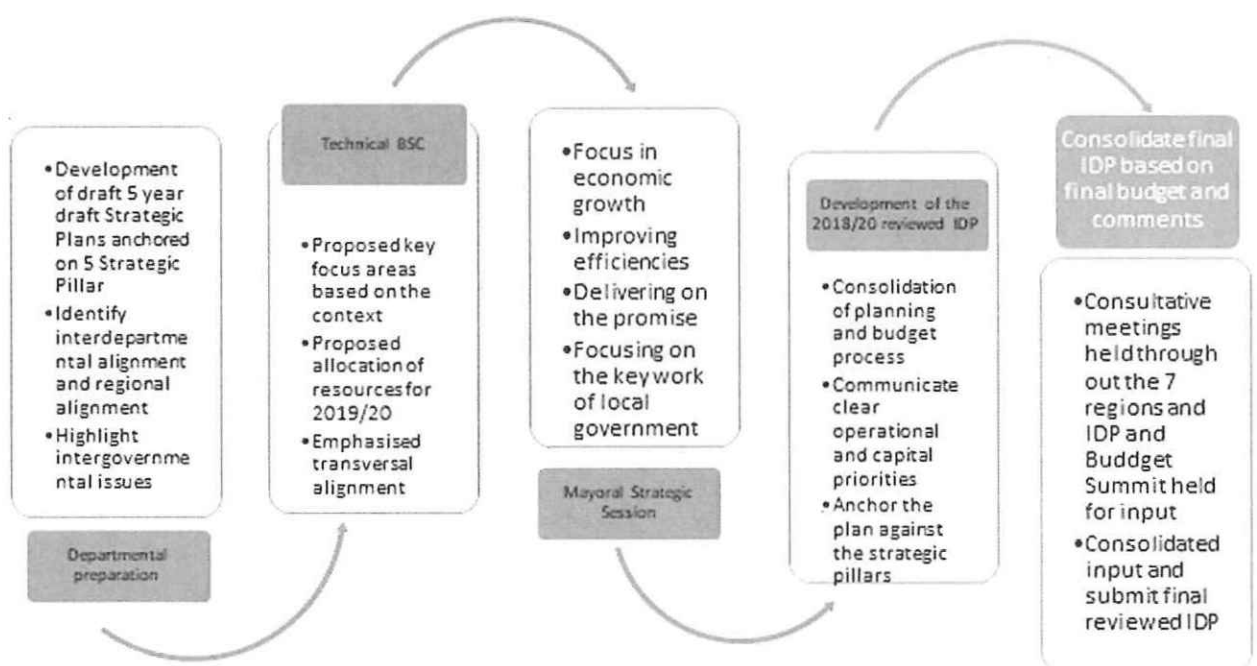 •Development
of draft 5 year
draft Strategic
Plans anchored
on 5 Strategic
Pillar
•Identify
interdepartme
ntal alignment
and regional
alignment
•Highlight
intergovernme
ntal issues
Departmental
preparation
Technical BSC
•Proposed key
focus areas
based on the
context
•Proposed
allocation of
resources for
2019/20
•Emphasised
transversal
alignment
•Focus in
economic
growth
•Improving
efficiencies
•Delivering on
the promise
•Focusing on
the key work
of local
government
Mayoral Strategic
Session
Development of the
2018/20 reviewed IDP
•Consolidation
of planning
and budget
process
•Communicate
clear
operational
and capital
priorities
•Anchor the
plan against
the strategic
pillars
Consolidate final
IDP based on
final budget and
comments
•Consultative
meetings
held through
out the 7
regions and
IDP and
Buddget
Summit held
for input
•Consolidated
input and
submit final
reviewed IDP